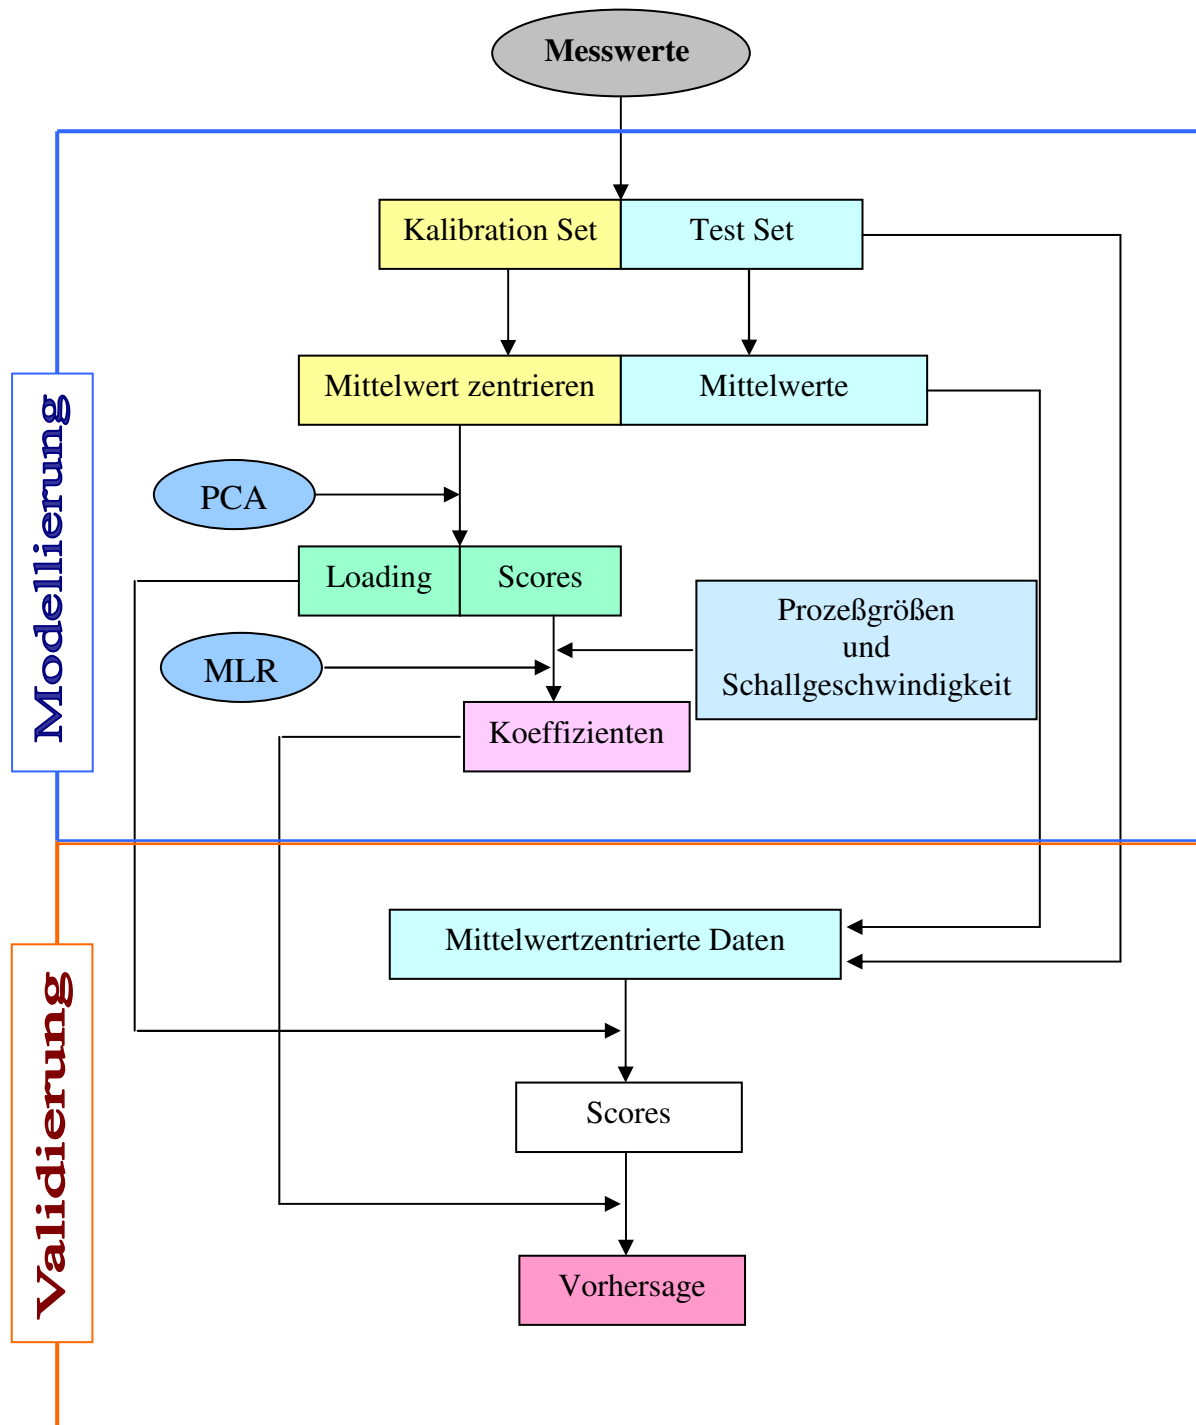 Messwerte
Kalibration Set
Test Set
Mittelwert zentrieren
Mittelwerte
Modellierung
PCA
Loading
Scores
Prozeßgrößen
und
Schallgeschwindigkeit
MLR
Koeffizienten
Mittelwertzentrierte Daten
Validierung
Scores
Vorhersage